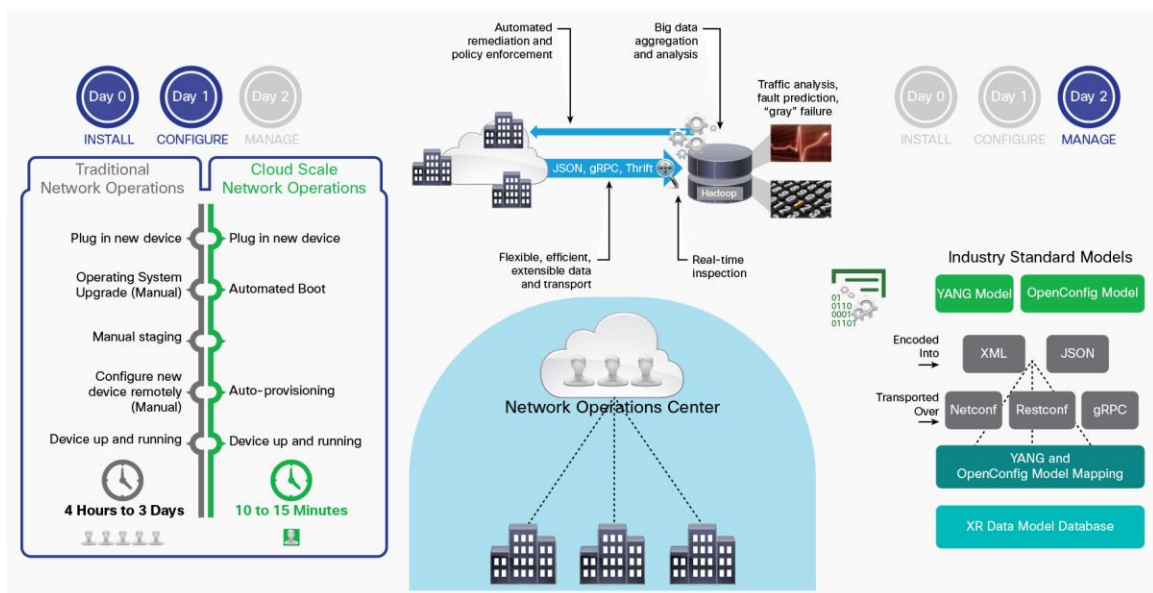 Day 0
Day 1
Day 2
INSTALL
CONFIGURE
MANAGE
Traditional
Network Operations
Cloud Scale
Network Operations
Plug in new device
Plug in new device
Operating System
Upgrade (Manual)
Automated Boot
Manual staging
Configure new
device remotely
(Manual)
Auto-provisioning
Device up and running
Device up and running
4 Hours to 3 Days
10 to 15 Minutes
Automated
remediation and
policy enforcement
Big data
aggregation
and analysis
Traffic analysis,
fault prediction,
“gray” failure
JSON, gRPC, Thrift
Hadoop
Flexible, efficient,
extensible data
and transport
Real-time
inspection
Network Operations Center
Day 0
Day 1
Day 2
INSTALL
CONFIGURE
MANAGE
Industry Standard Models
01
0110
0001
01101
YANG Model
OpenConfig Model
Encoded
Into
XML
JSON
Transported
Over
Netconf
Restconf
gRPC
YANG and
OpenConfig Model Mapping
XR Data Model Database